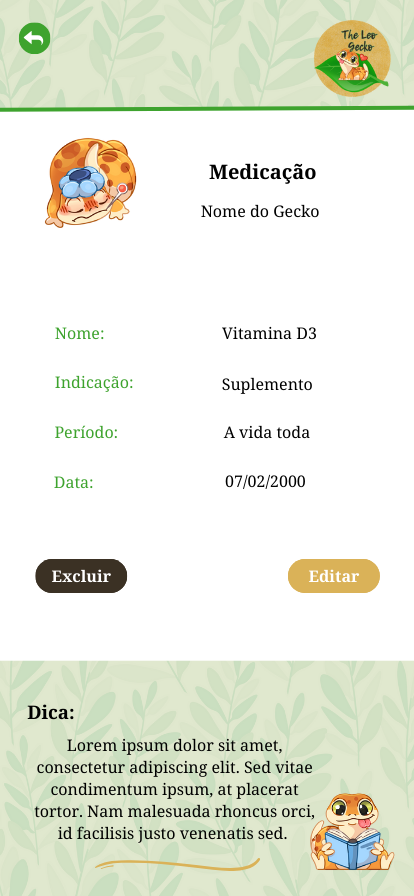 The Leo
Gecko
Medicação
Nome do Gecko
Nome: Vitamina D3
Indicação: Suplemento
Período: A vida toda
Data: 07/02/2000
Excluir Editar
Dica:
Lorem ipsum dolor sit amet,
consectetur adipiscing elit. Sed vitae
condimentum ipsum, at placerat
tortor. Nam malesuada rhoncus orci,
id facilisis justo venenatis sed.